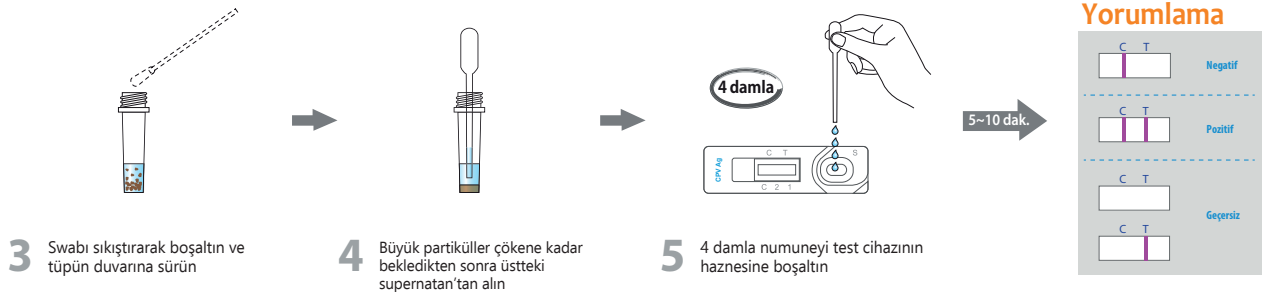 Yorumlama
C T
Negatif
4 damla
5~10 dak.
C T
Pozitif
CPV Ag
C T
S
C 2 1
C T
Geçersiz
C T
3 Swabı sıkıştırarak boşaltın ve
tüpün duvarına sürün
4 Büyük partiküller çökene kadar
bekledikten sonra üstteki
supernatan’tan alın
5 4 damla numuneyi test cihazının
haznesine boşaltın